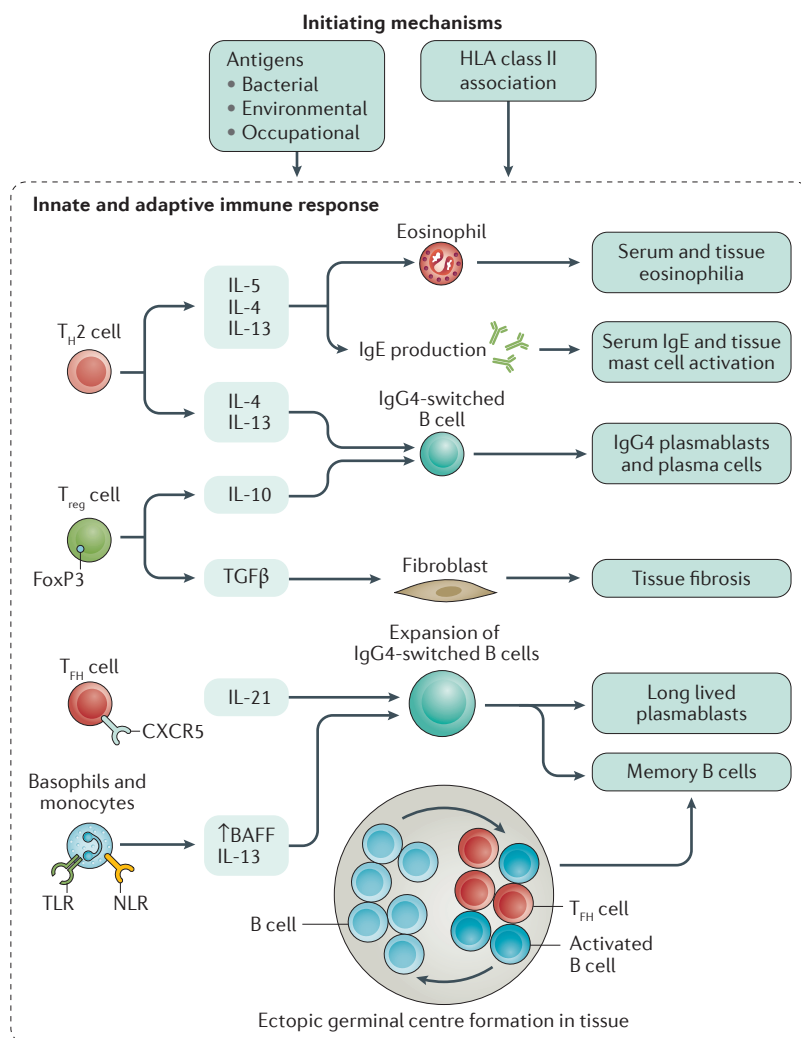 Initiating mechanisms
Antigens
• Bacterial
• Environmental
• Occupational
HLA class II
association
Innate and adaptive immune response
T_H2 cell
IL-5
IL-4
IL-13
Eosinophil
Serum and tissue
eosinophilia
IgE production
Serum IgE and tissue
mast cell activation
IL-4
IL-13
IgG4-switched
B cell
IgG4 plasmablasts
and plasma cells
T_reg cell
FoxP3
IL-10
TGFβ
Fibroblast
Tissue fibrosis
T_FH cell
CXCR5
IL-21
Expansion of
IgG4-switched B cells
Long lived
plasmablasts
Memory B cells
Basophils and
monocytes
TLR
NLR
↑BAFF
IL-13
B cell
T_FH cell
Activated
B cell
Ectopic germinal centre formation in tissue